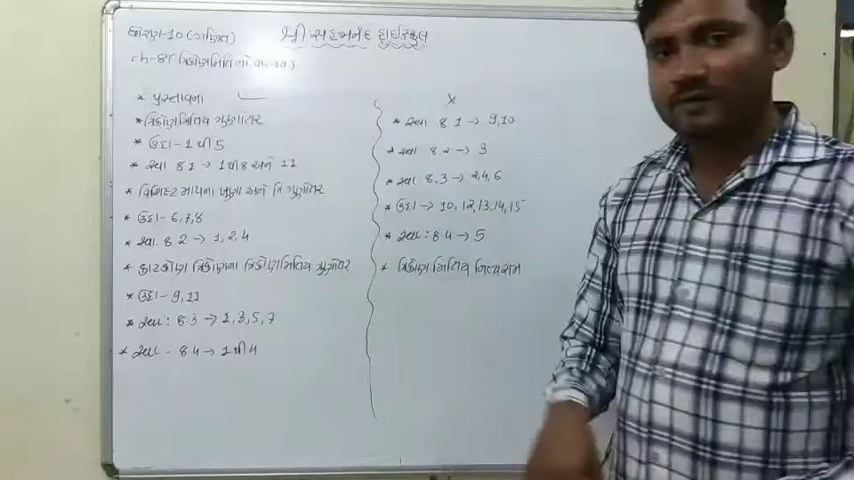 ધોરણ-10 (ગણિત)
શ્રી સહજાનંદ હાઈસ્કૂલ
ch-8 (ત્રિકોણમિતિનો પરિચય)
* પ્રસ્તાવના
* ત્રિકોણમિતિય ગુણોત્તર
* ઉદા - 1 થી 5
* સ્વા 8.1 → 1 થી 8 અને 11
* વિશિષ્ટ માપના ખૂણા અને ત્રિ ગુણોત્તર
* ઉદા - 6,7,8
* સ્વા. 8.2 → 1,2,4
* કાટકોણ ત્રિકોણના ત્રિકોણમિતિય ગુણોત્તર
* ઉદા - 9,11
* સ્વા : 8.3 → 1,3,5,7
* સ્વા - 8.4 → 1 થી 4
×
* સ્વા 8.1 → 9,10
* સ્વા 8.2 → 3
* સ્વા 8.3 → 2,4,6
* ઉદા → 10,12,13,14,15
* સ્વા : 8.4 → 5
* ત્રિકોણમિતિય નિત્યસમ